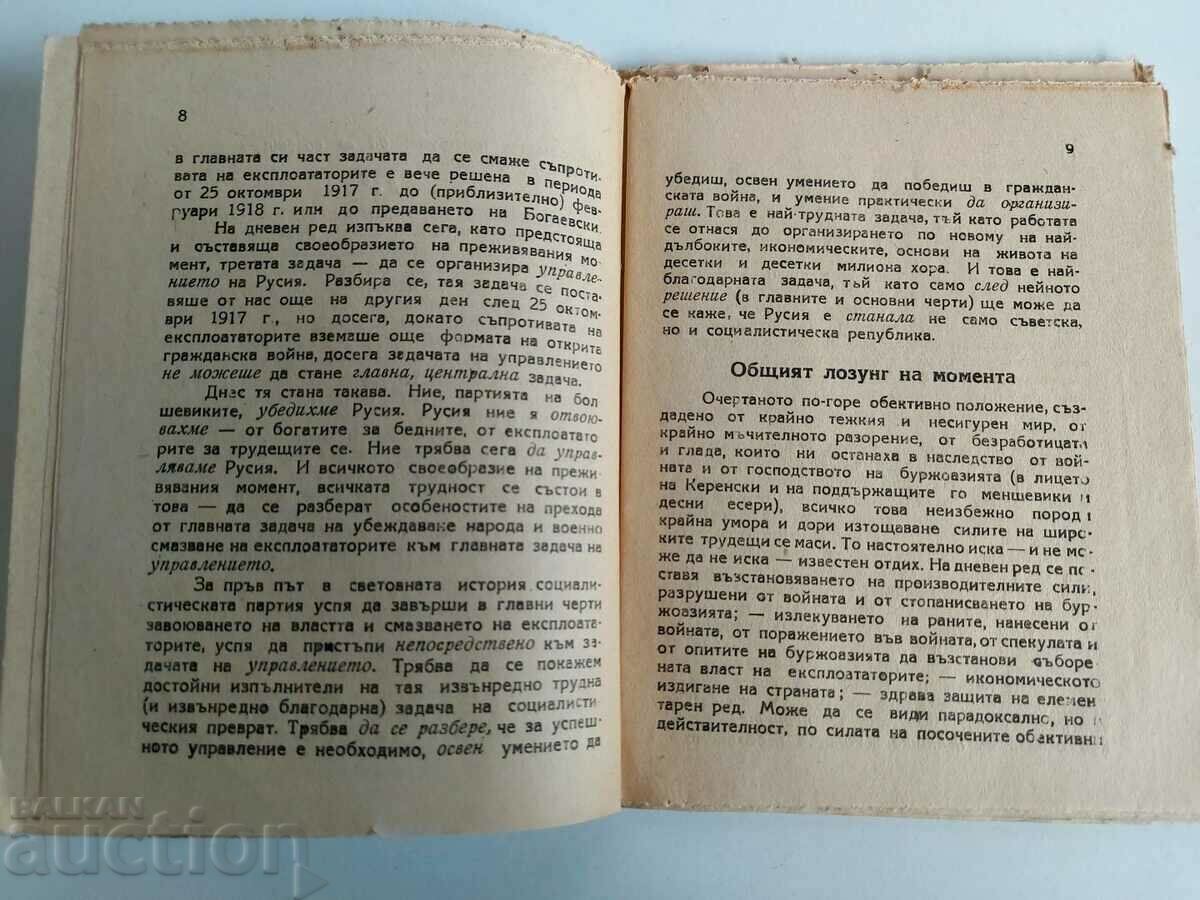 8
в главната си част задачата да се смаже съпроти-
вата на експлоататорите е вече решена в периода
от 25 октомври 1917 г. до (приблизително) фев-
руари 1918 г. или до предаването на Богаевски.
На дневен ред изпъква сега, като предстояща
и съставяща своеобразието на преживявания мо-
мент, третата задача — да се организира управле-
нието на Русия. Разбира се, тая задача се поста-
вяше от нас още на другия ден след 25 октом-
ври 1917 г., но досега, докато съпротивата на
експлоататорите вземаше още формата на открита
гражданска война, досега задачата на управлението
не можеше да стане главна, централна задача.
Днес тя стана такава. Ние, партията на бол
шевиките, убедихме Русия. Русия ние я отвою-
вахме — от богатите за бедните, от експлоатато
рите за трудещите се. Ние трябва сега да управ-
ляваме Русия. И всичкото своеобразие на прежи-
вявания момент, всичката трудност се състои в
това — да се разберат особеностите на прехода
от главната задача на убеждаване народа и военно
смазване на експлоататорите към главната задача на
управлението.
За пръв път в световната история социали-
стическата партия успя да завърши в главни черти
завоюването на властта и смазването на експлоата-
торите, успя да пристъпи непосредствено към за-
дачата на управлението. Трябва да се покажем
достойни изпълнители на тая извънредно трудна
(и извънредно благодарна) задача на социалисти
ческия преврат. Трябва да се разбере, че за успеш-
ното управление е необходимо, освен умението да
9
убедиш, освен умението да победиш в граждан-
ската война, и умение практически да организи-
раш. Това е най-трудната задача, тъй като работата
се отнася до организирането по новому на най-
дълбоките, икономическите, основи на живота на
десетки и десетки милиона хора. И това е най-
благодарната задача, тъй като само след нейното
решение (в главните и основни черти) ще може да
се каже, че Русия е станала не само съветска,
но и социалистическа република.
Общият лозунг на момента
Очертаното по-горе обективно положение, съз-
дадено от крайно тежкия и несигурен мир, от
крайно мъчителното разорение, от безработицата
и глада, които ни останаха в наследство от вой-
ната и от господството на буржоазията (в лицето
на Керенски и на поддържащите го меншевики и
десни есери), всичко това неизбежно породи
крайна умора и дори изтощаване силите на широ-
ките трудещи се маси. То настоятелно иска — и не мо-
же да не иска — известен отдих. На дневен ред се по-
ставя възстановяването на производителните сили,
разрушени от войната и от стопанисването на бур-
жоазията; — излекуването на раните, нанесени от
войната, от поражението във войната, от спекулата и
от опитите на буржоазията да възстанови съборе
ната власт на експлоататорите; — икономическото
издигане на страната; — здрава защита на елемен
тарен ред. Може да се види парадоксално, но в
действителност, по силата на посочените обективни
BALKAN
auction